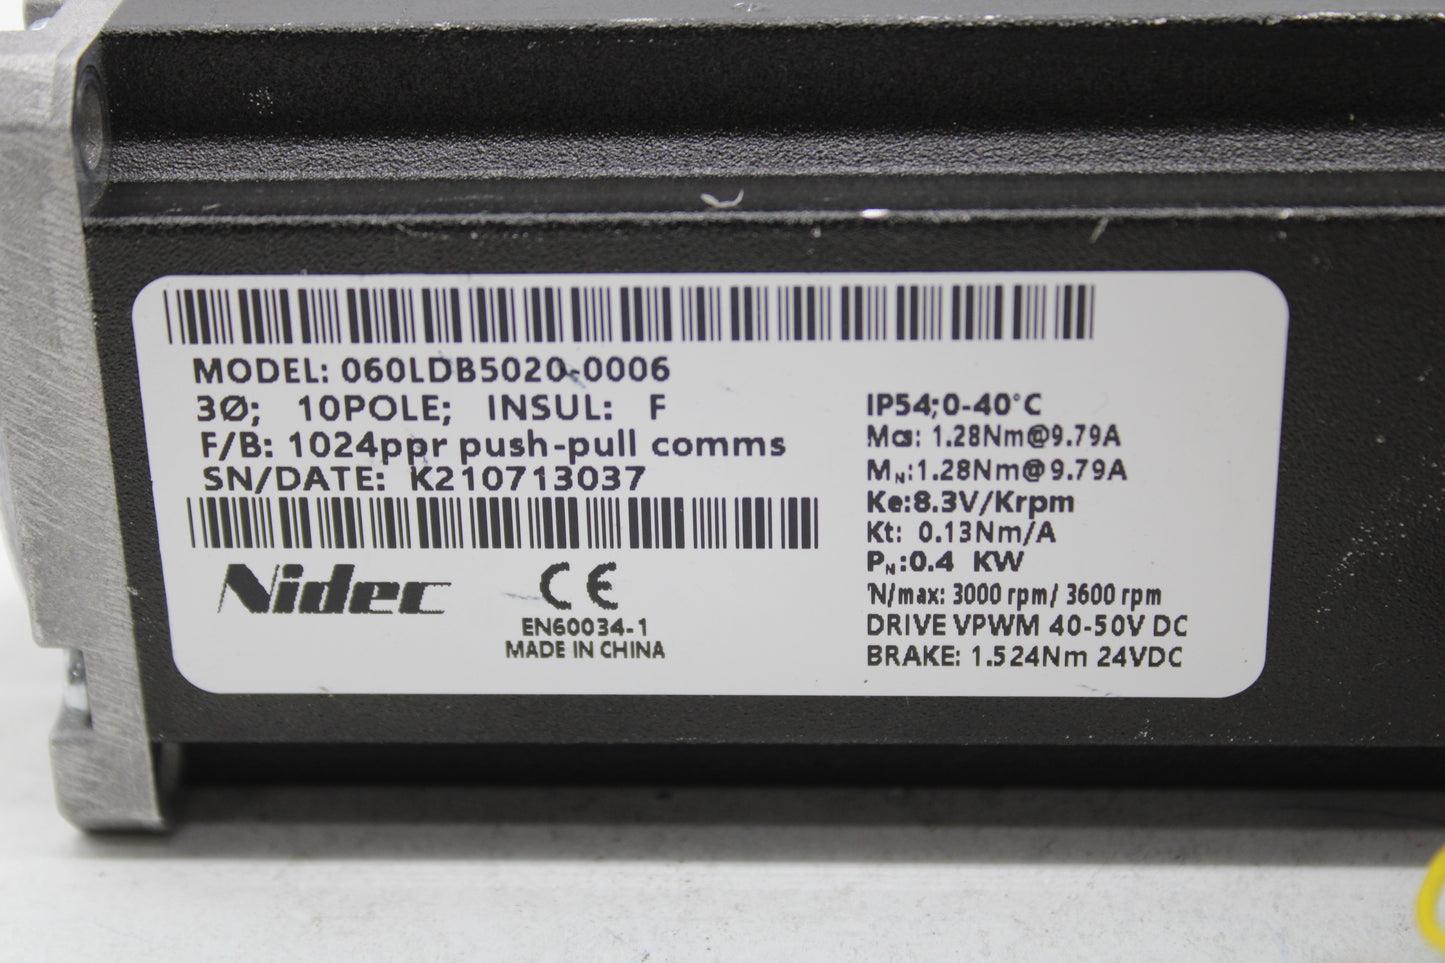 MODEL: 060LDB5020-0006
3Ø; 10POLE; INSUL: F
F/B: 1024ppr push-pull comms
SN/DATE: K210713037
Nidec
CE
EN60034-1
MADE IN CHINA
IP54;0-40°C
Mcs: 1.28Nm@9.79A
MN:1.28Nm@9.79A
Ke:8.3V/Krpm
Kt: 0.13Nm/A
PN:0.4 KW
N/max: 3000 rpm/ 3600 rpm
DRIVE VPWM 40-50V DC
BRAKE: 1.524Nm 24VDC